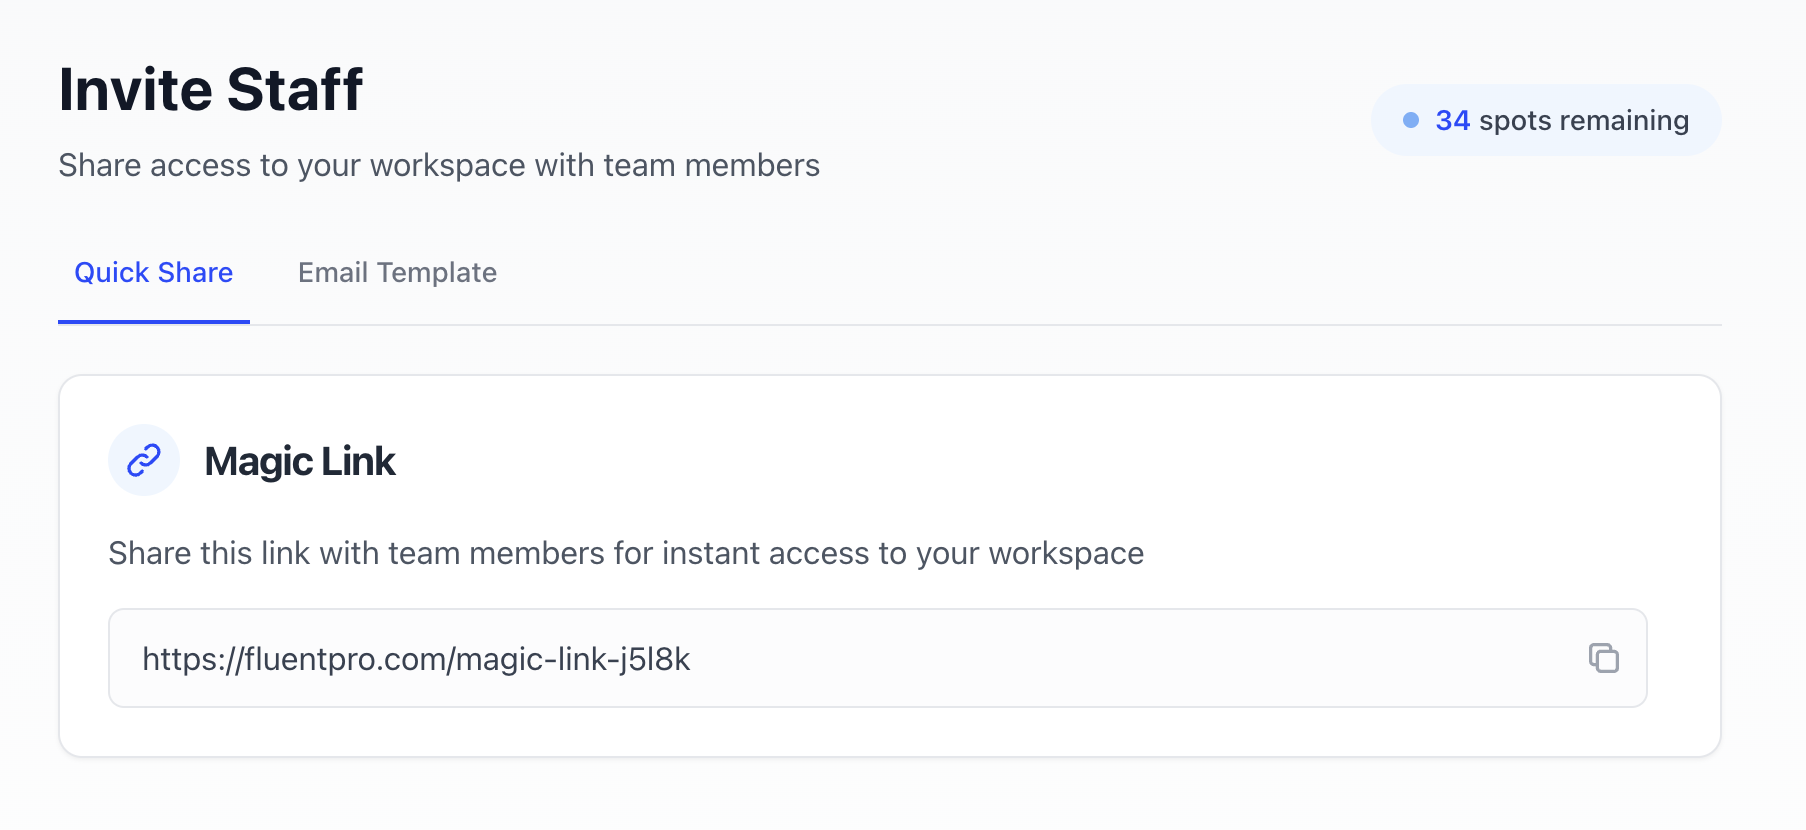 Invite Staff
34 spots remaining
Share access to your workspace with team members
Quick Share
Email Template
Magic Link
Share this link with team members for instant access to your workspace
https://fluentpro.com/magic-link-j5l8k